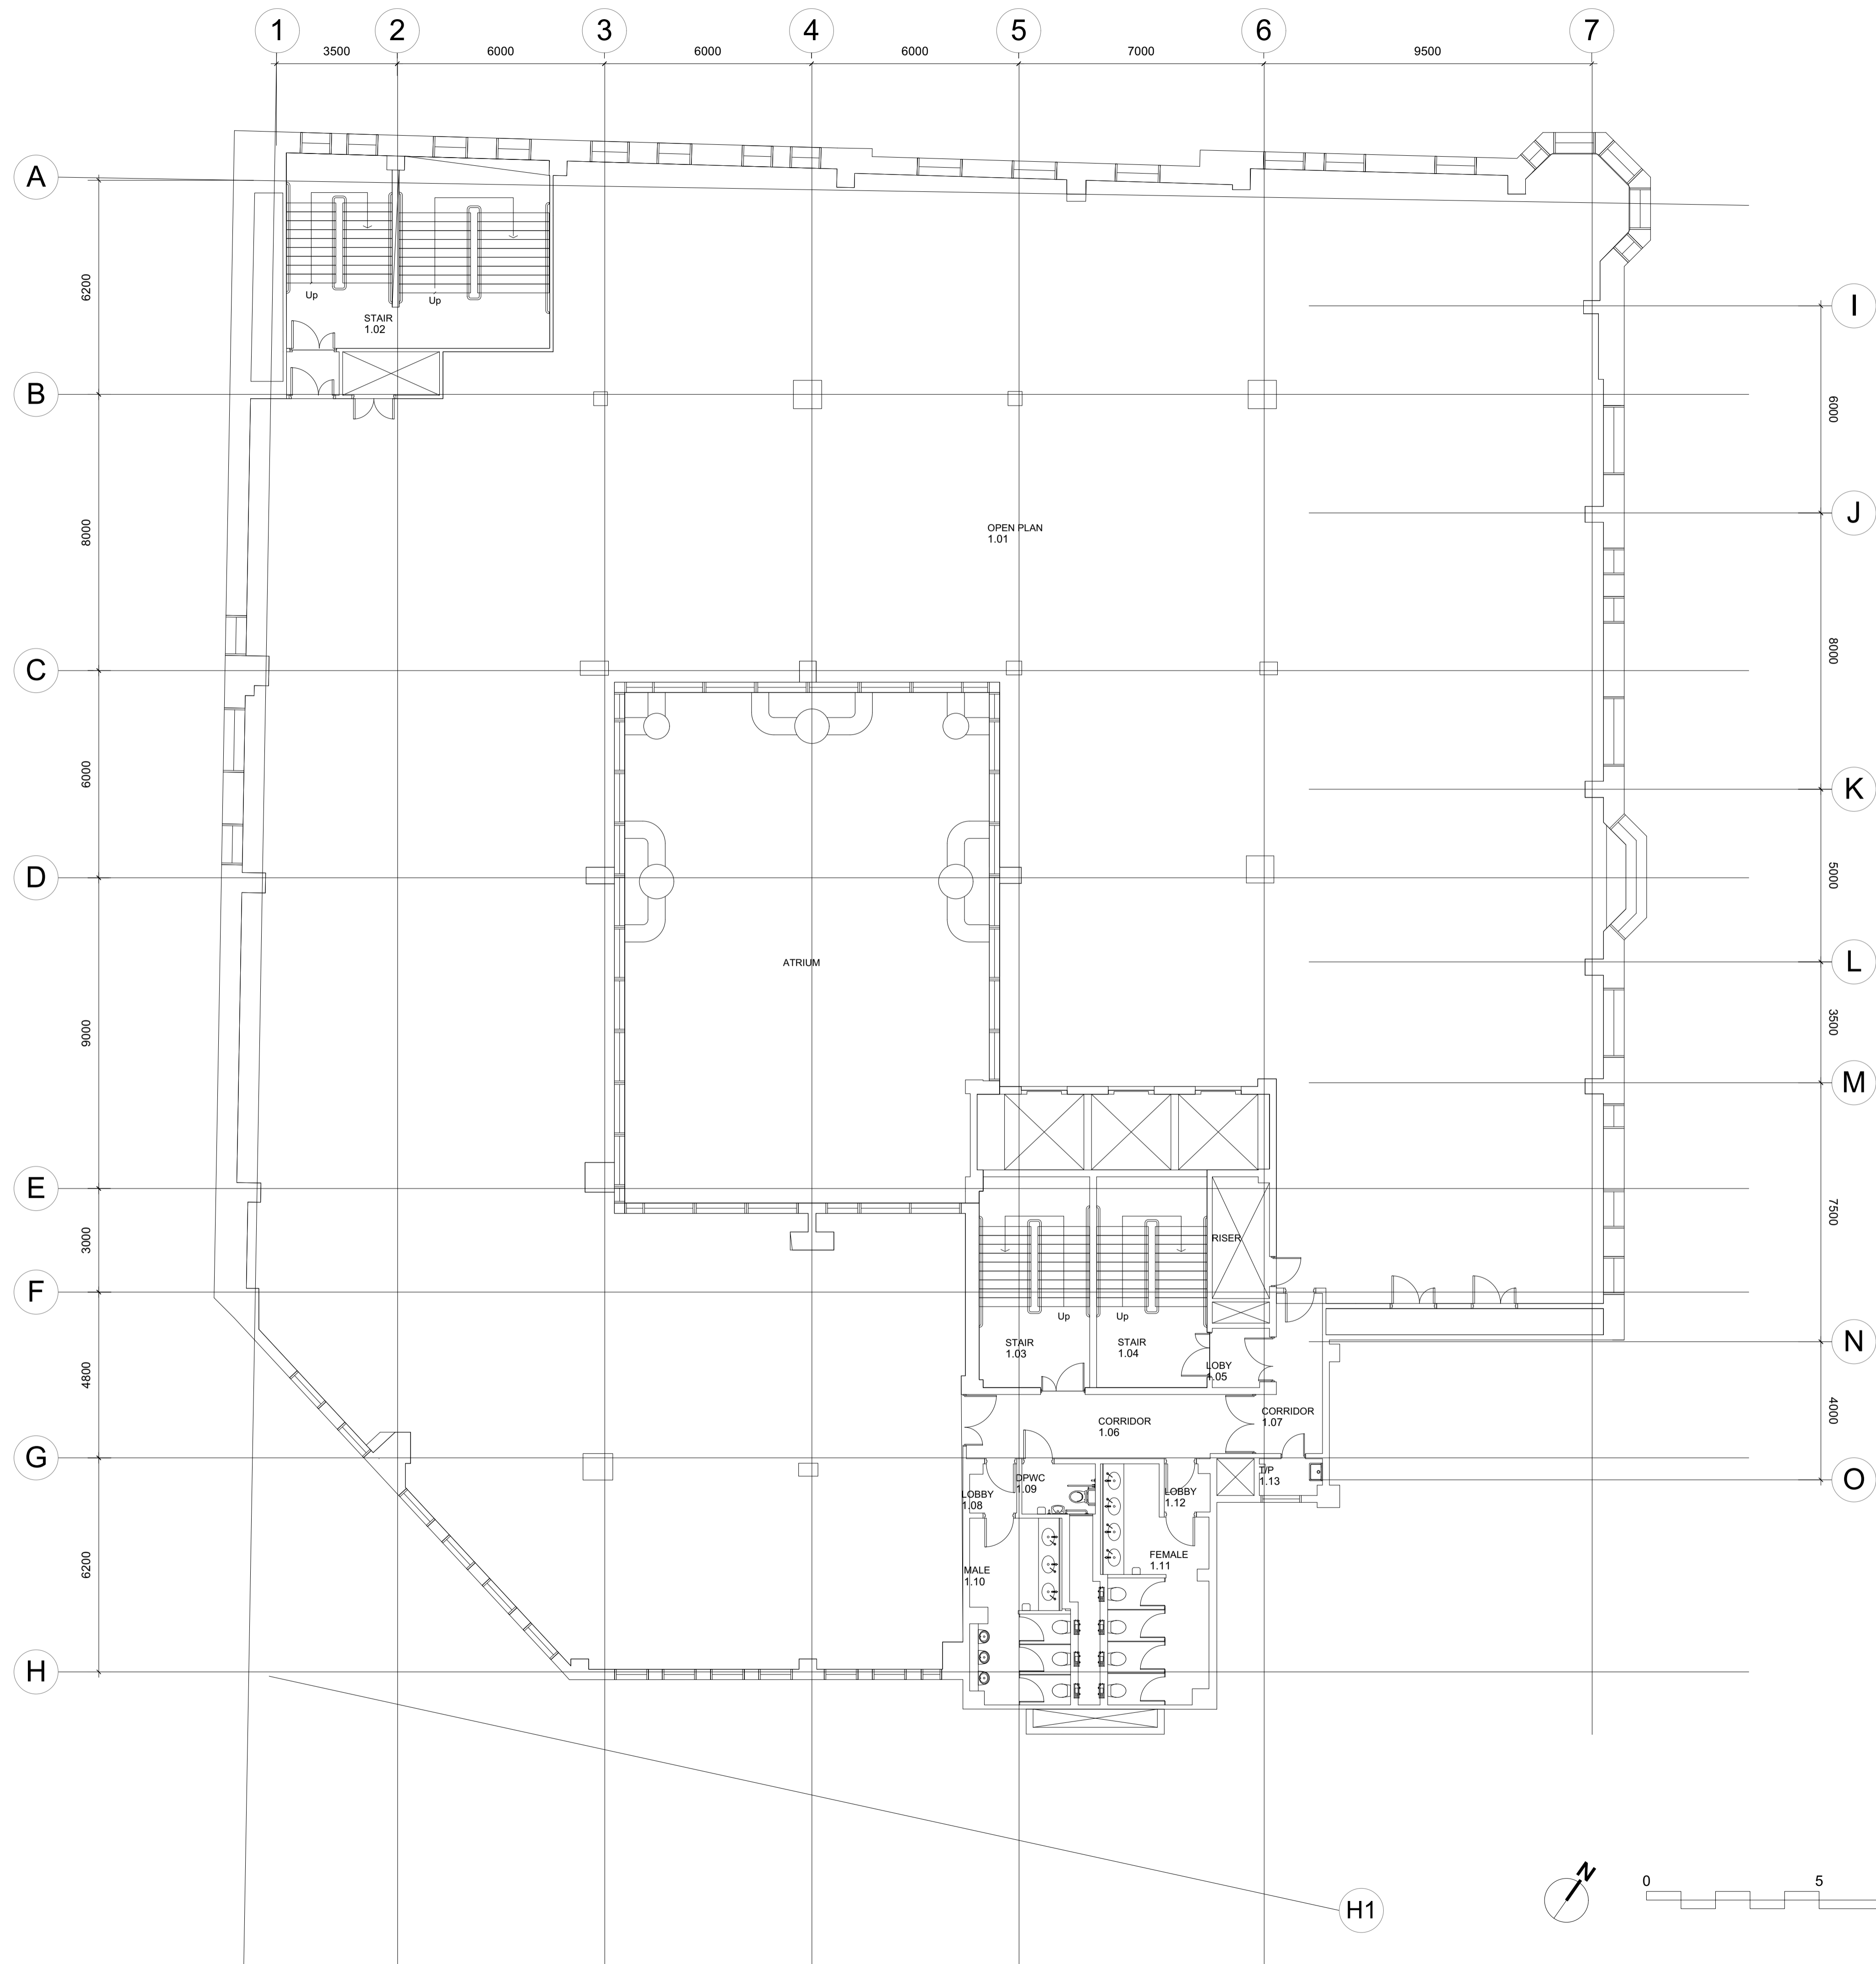 1
2
3
4
5
6
7
3500
6000
6000
6000
7000
9500
A
6200
Up
Up
STAIR
1.02
I
B
6000
8000
OPEN PLAN
1.01
J
8000
C
6000
K
D
5000
ATRIUM
L
9000
3500
M
E
3000
7500
RISER
F
Up
Up
STAIR
1.03
STAIR
1.04
N
LOBY
1.05
4800
4000
CORRIDOR
1.06
CORRIDOR
1.07
G
O
T/P
1.13
DPWC
1.09
LOBBY
1.08
LOBBY
1.12
6200
FEMALE
1.11
MALE
1.10
H
H1
N
0
5